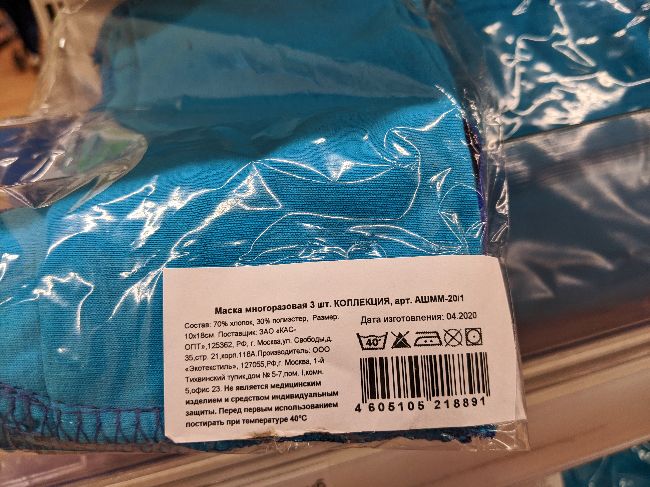 Маска многоразовая 3 шт. КОЛЛЕКЦИЯ, арт. АШММ-20/1
Состав: 70% хлопок, 30% полиэстер, Размер:
10х18см Поставщик: ЗАО «КАС-
ОПТ»,125362, РФ, г. Москва,ул. Свободы,д.
35,стр. 21,корп.116А.Производитель: ООО
«Экотекстиль», 127055,РФ,г Москва, 1-й
Тихвинский тупик,дом № 5-7,пом. I,комн.
5,офис 23. Не является медицинским
изделием и средством индивидуальным
защиты. Перед первым использованием
постирать при температуре 40°С
Дата изготовления: 04.2020
40°
4 605105 218891